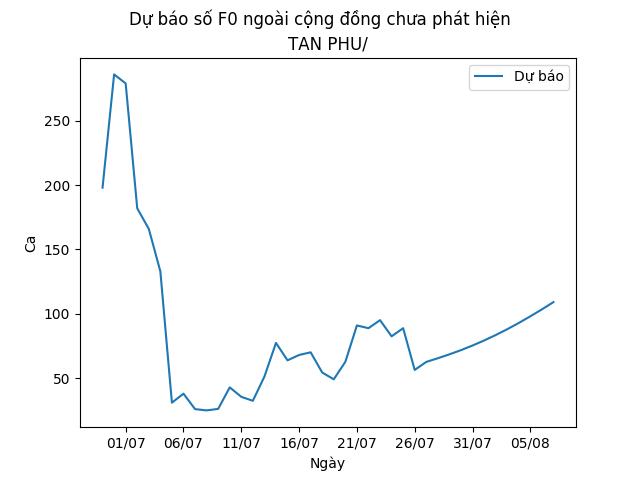 Dự báo số F0 ngoài cộng đồng chưa phát hiện
TAN PHU/
Dự báo
Ca
250
200
150
100
50
01/07 06/07 11/07 16/07 21/07 26/07 31/07 05/08
Ngày